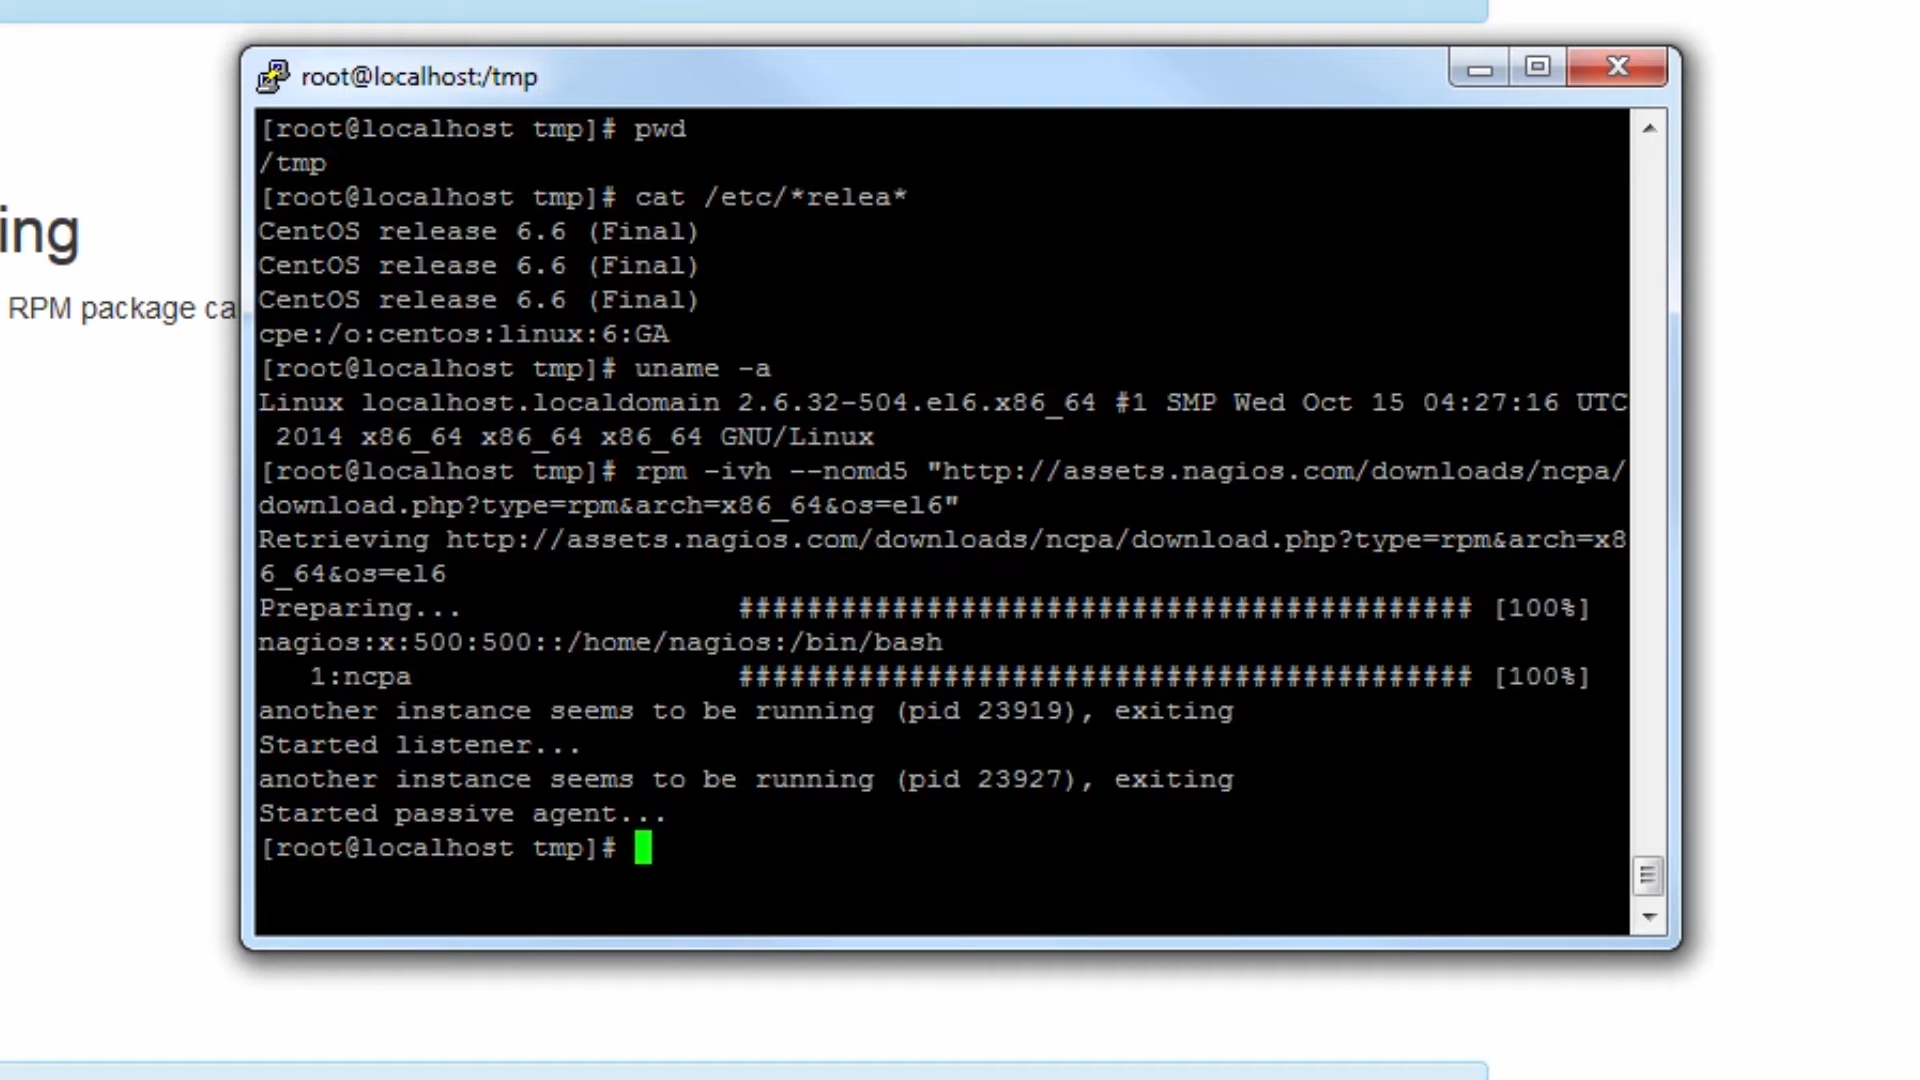 root@localhost:/tmp
[root@localhost tmp]# pwd
/tmp
[root@localhost tmp]# cat /etc/*relea*
CentOS release 6.6 (Final)
CentOS release 6.6 (Final)
CentOS release 6.6 (Final)
cpe:/o:centos:linux:6:GA
[root@localhost tmp]# uname -a
Linux localhost.localdomain 2.6.32-504.el6.x86_64 #1 SMP Wed Oct 15 04:27:16 UTC
 2014 x86_64 x86_64 x86_64 GNU/Linux
[root@localhost tmp]# rpm -ivh --nomd5 "http://assets.nagios.com/downloads/ncpa/
download.php?type=rpm&arch=x86_64&os=el6"
Retrieving http://assets.nagios.com/downloads/ncpa/download.php?type=rpm&arch=x8
6_64&os=el6
Preparing...                ########################################### [100%]
nagios:x:500:500::/home/nagios:/bin/bash
   1:ncpa                   ########################################### [100%]
another instance seems to be running (pid 23919), exiting
Started listener...
another instance seems to be running (pid 23927), exiting
Started passive agent...
[root@localhost tmp]#
ing
RPM package ca